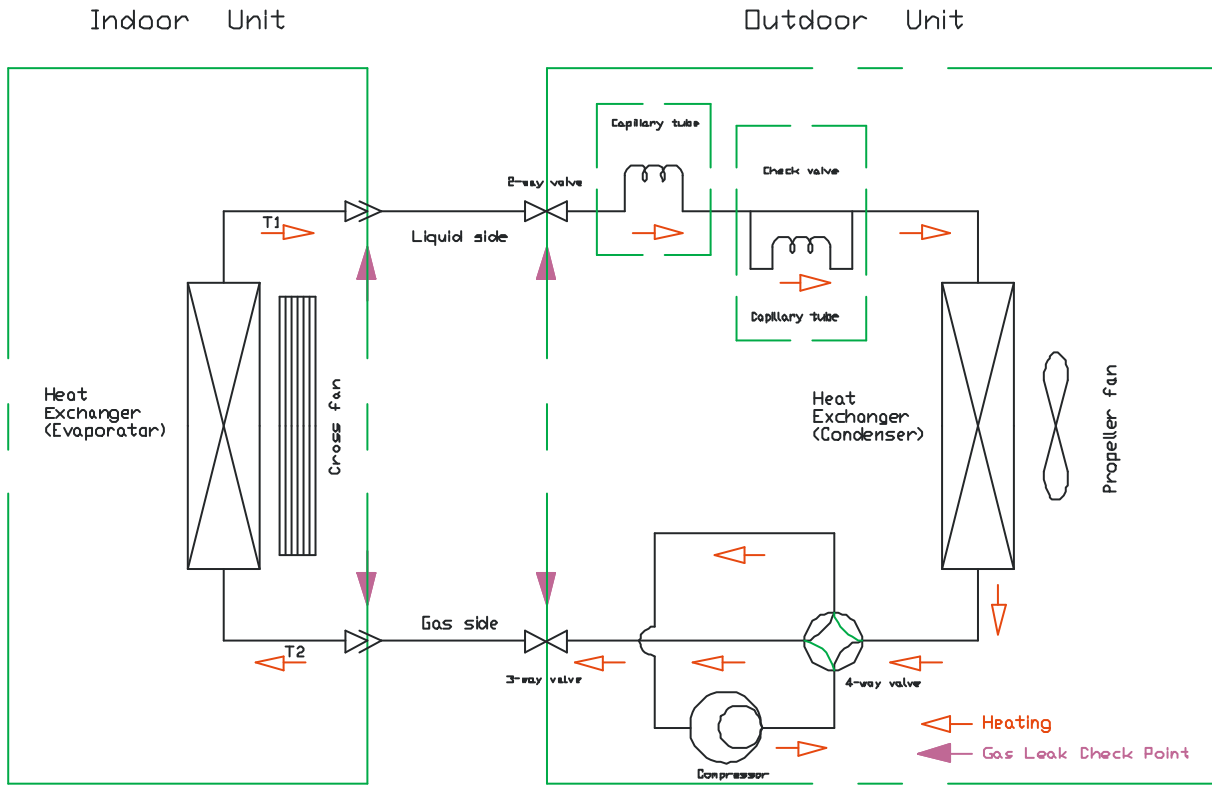 Indoor Unit
Outdoor Unit
Capillary tube
Check valve
2-way valve
T1
Liquid side
Capillary tube
Heat
Exchanger
(Evaporator)
Cross fan
Heat
Exchanger
(Condenser)
Propeller fan
Gas side
T2
3-way valve
4-way valve
Heating
Gas Leak Check Point
Compressor